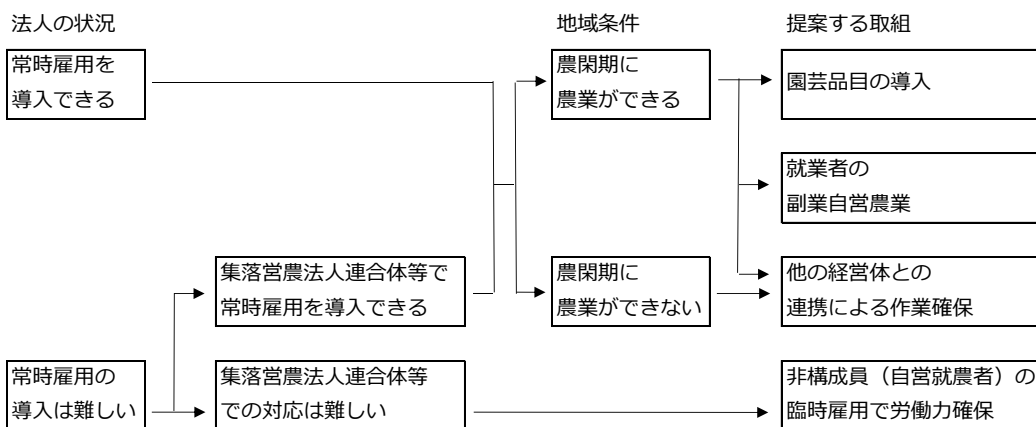 法人の状況
地域条件
提案する取組
常時雇用を
導入できる
農閑期に
農業ができる
園芸品目の導入
就業者の
副業自営農業
集落営農法人連合体等で
常時雇用を導入できる
農閑期に
農業ができない
他の経営体との
連携による作業確保
常時雇用の
導入は難しい
集落営農法人連合体等
での対応は難しい
非構成員（自営就農者）の
臨時雇用で労働力確保